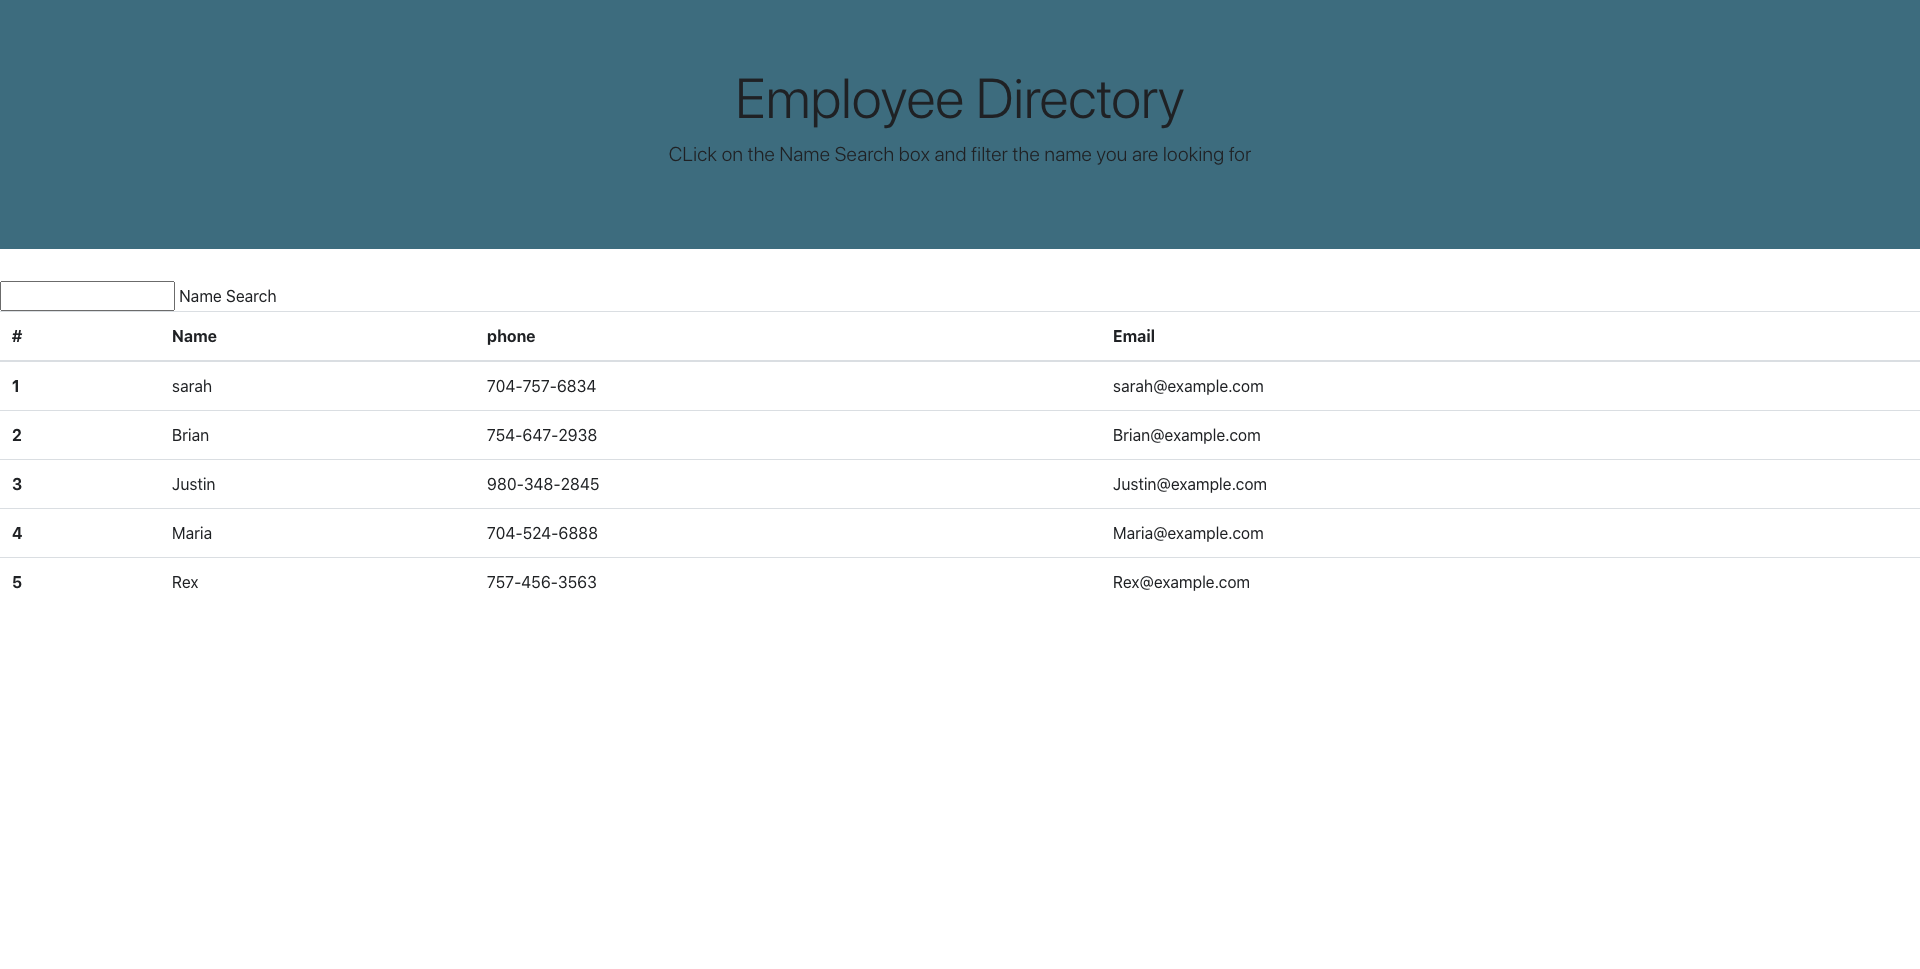 Employee Directory
CLick on the Name Search box and filter the name you are looking for
Name Search
# Name phone Email
1 sarah 704-757-6834 sarah@example.com
2 Brian 754-647-2938 Brian@example.com
3 Justin 980-348-2845 Justin@example.com
4 Maria 704-524-6888 Maria@example.com
5 Rex 757-456-3563 Rex@example.com